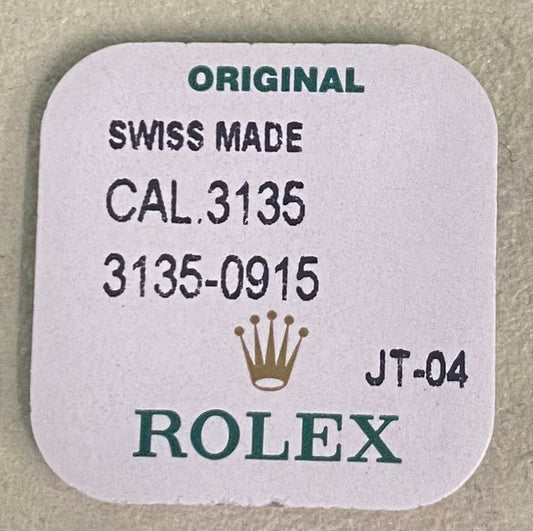 ORIGINAL
SWISS MADE
CAL.3135
3135-0915
JT-04
ROLEX